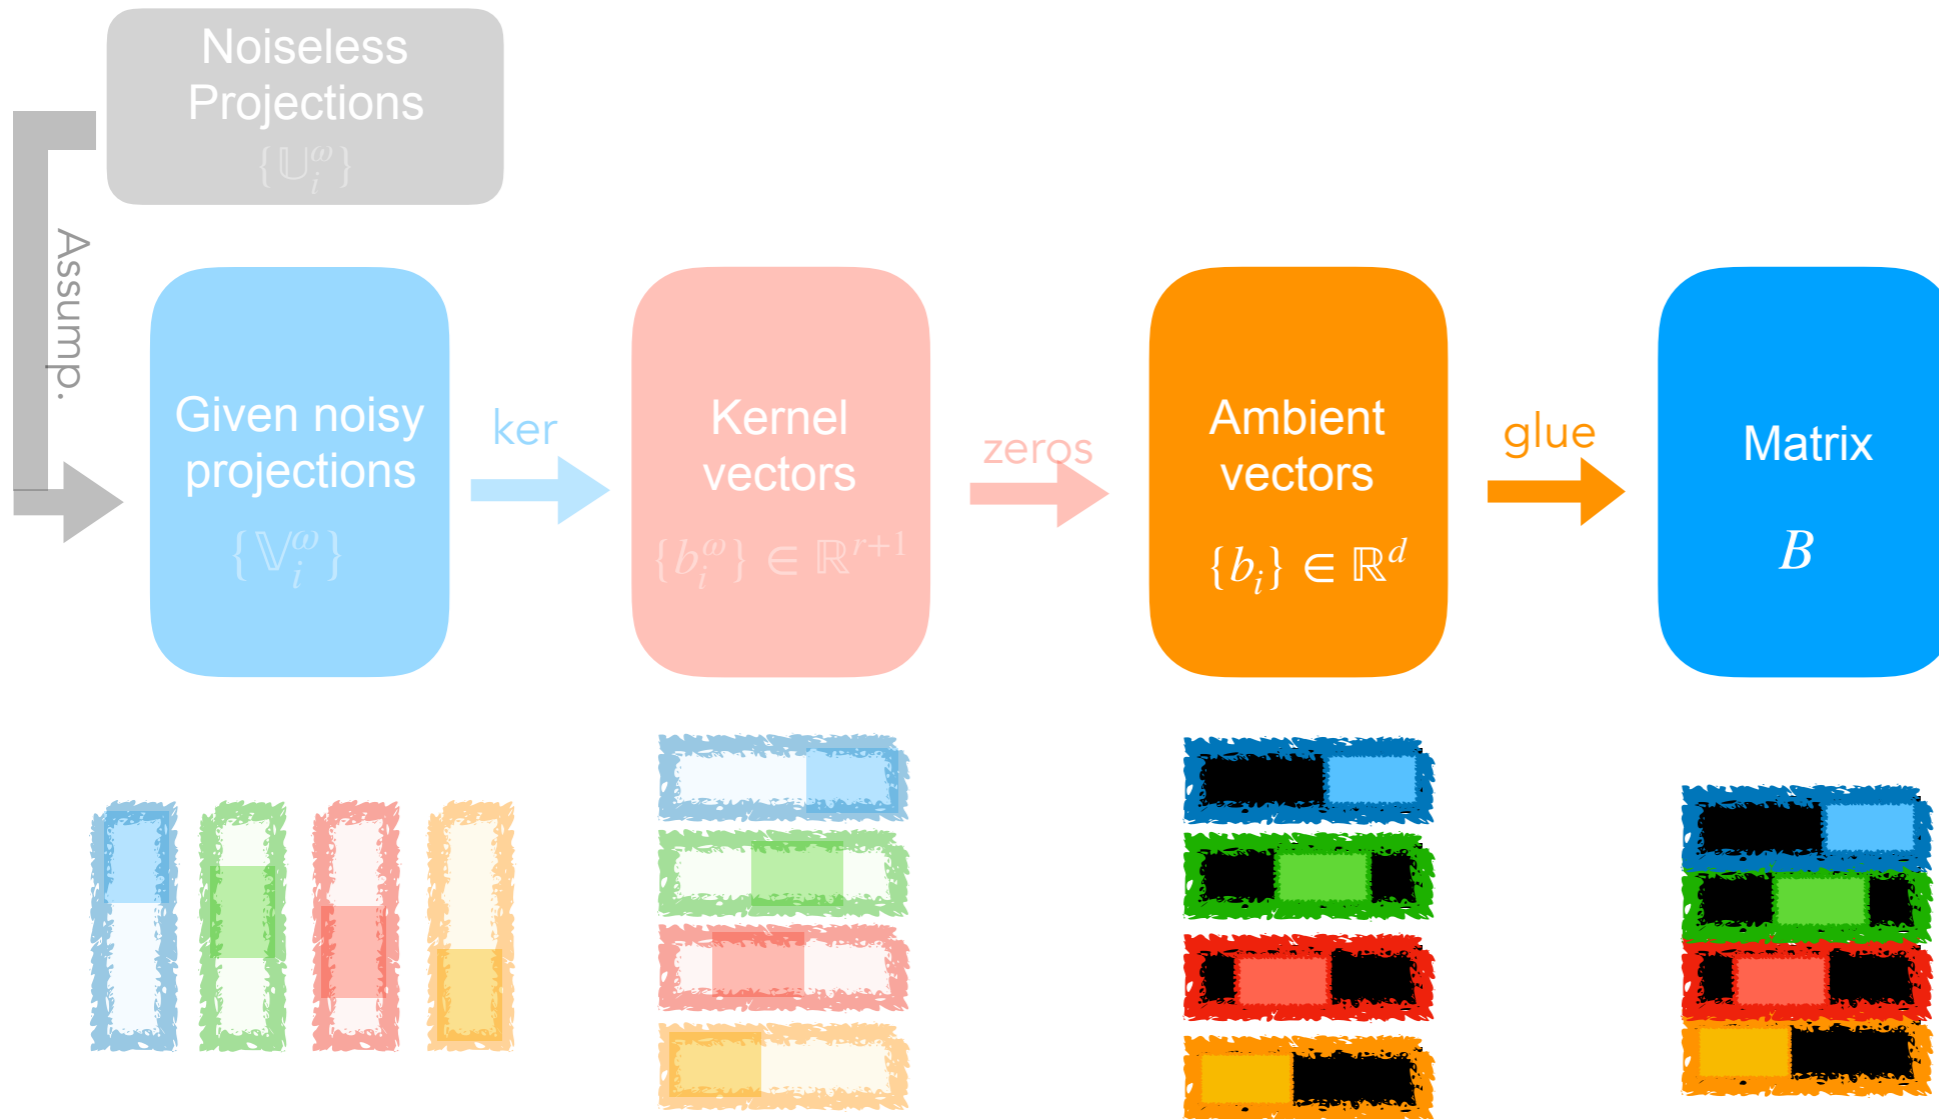 Noiseless
Projections
{𝕌ᵢ^ω}
Assump.
Given noisy
projections
{𝕍ᵢ^ω}
ker
Kernel
vectors
{bᵢ^ω} ∈ ℝ^{r+1}
zeros
Ambient
vectors
{bᵢ} ∈ ℝ^d
glue
Matrix
B